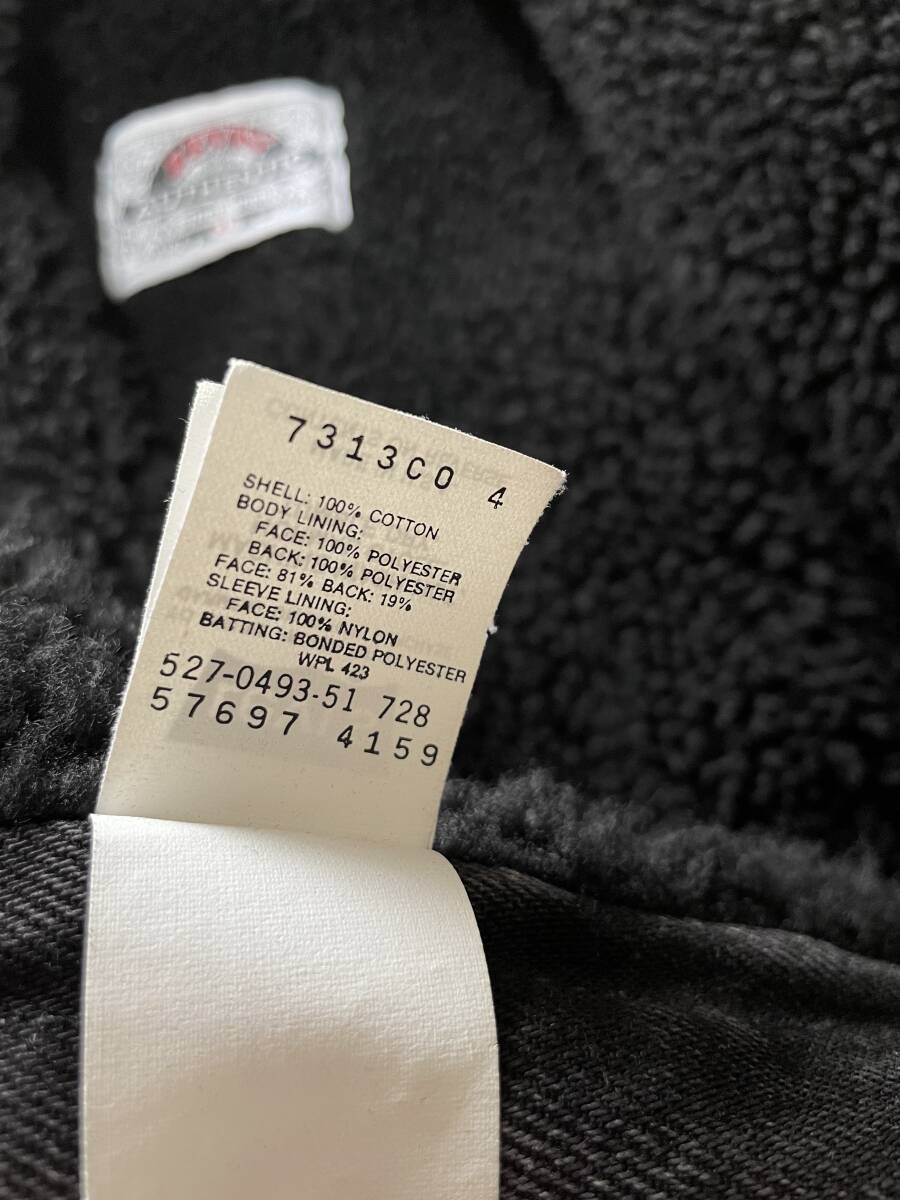 7313C0 4
SHELL: 100% COTTON
BODY LINING:
FACE: 100% POLYESTER
BACK: 100% POLYESTER
FACE: 81% BACK: 19%
SLEEVE LINING:
FACE: 100% NYLON
BATTING: BONDED POLYESTER
WPL 423
527-0493-51 728
57697 4159